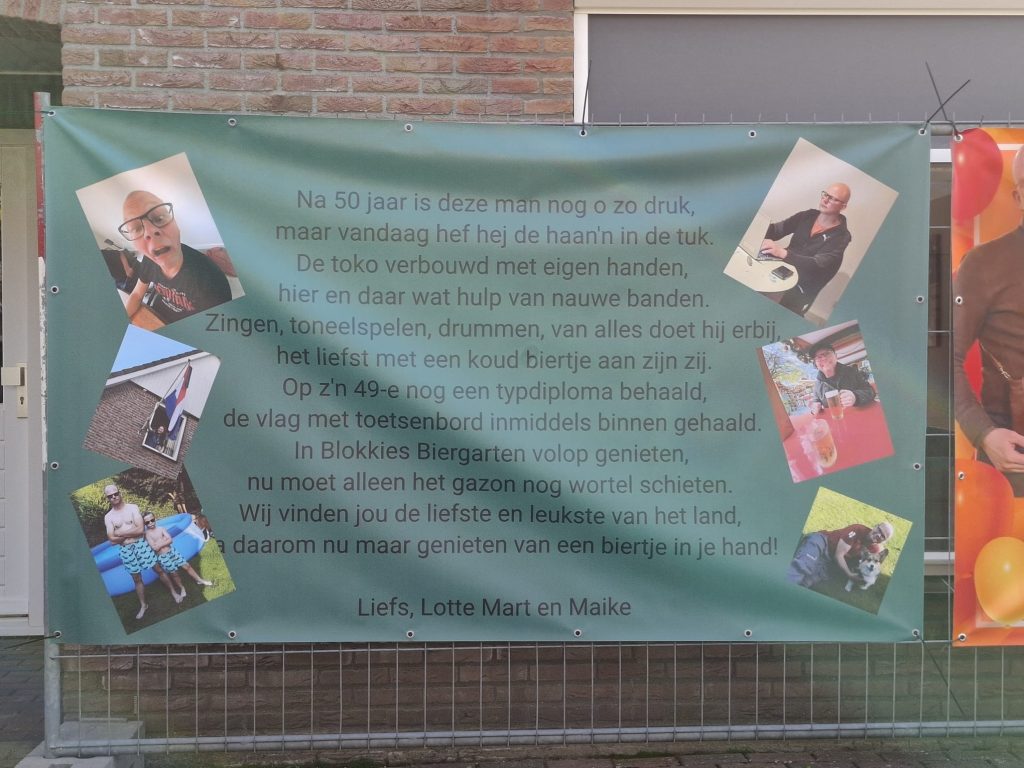 Na 50 jaar is deze man nog o zo druk,
maar vandaag hef hej de haan'n in de tuk.
De toko verbouwd met eigen handen,
hier en daar wat hulp van nauwe banden.
Zingen, toneelspelen, drummen, van alles doet hij erbij,
het liefst met een koud biertje aan zijn zij.
Op z'n 49-e nog een typdiploma behaald,
de vlag met toetsenbord inmiddels binnen gehaald.
In Blokkies Biergarten volop genieten,
nu moet alleen het gazon nog wortel schieten.
Wij vinden jou de liefste en leukste van het land,
daarom nu maar genieten van een biertje in je hand!
Liefs, Lotte Mart en Maike